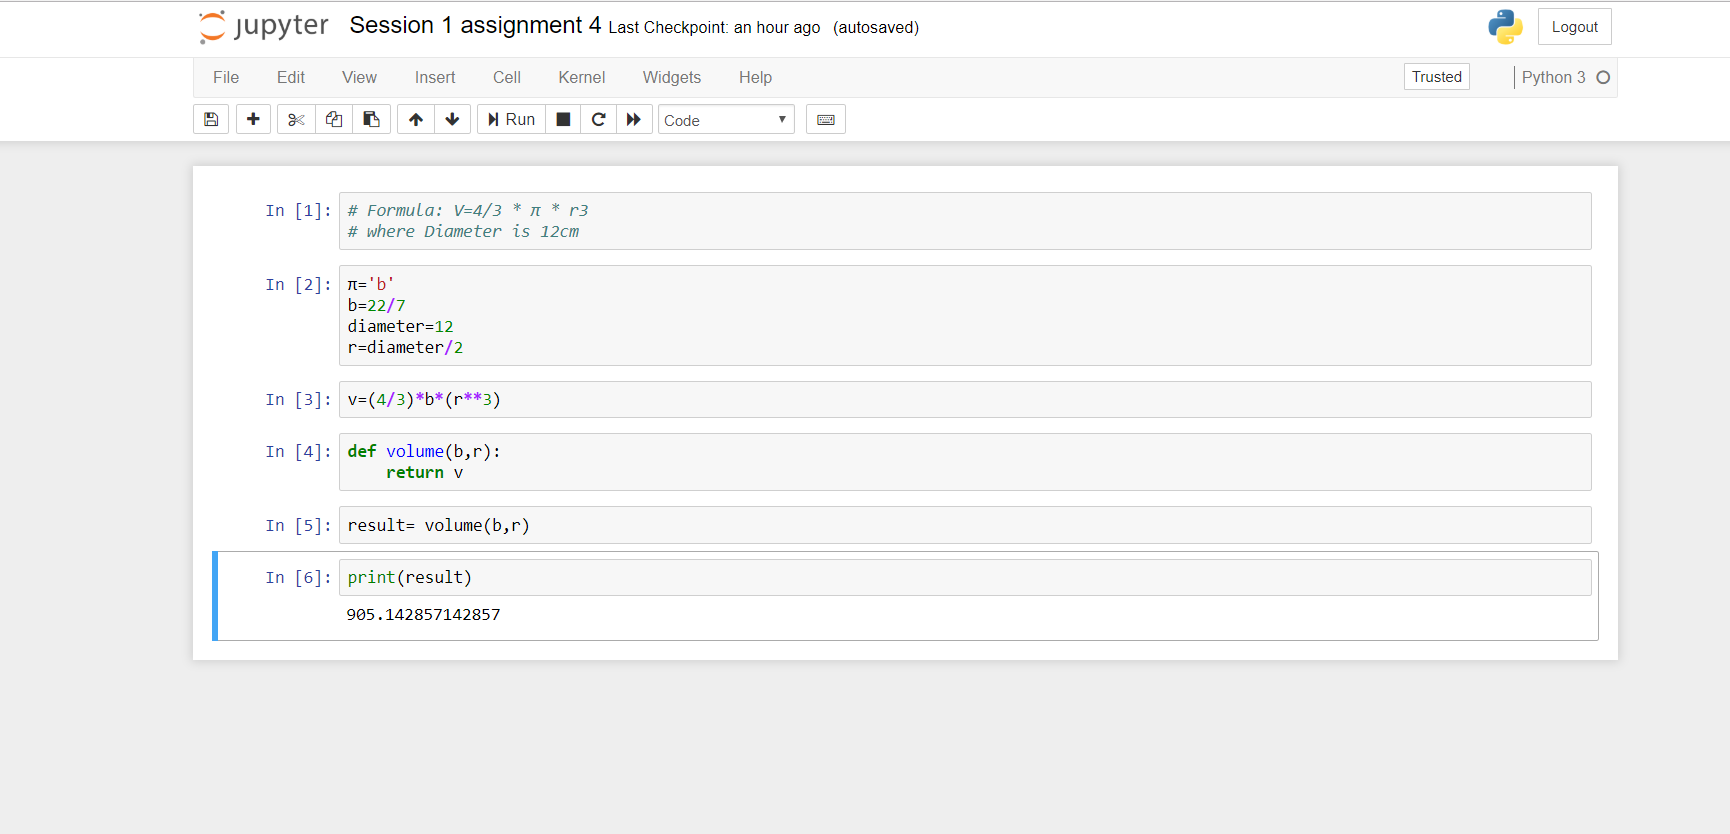 jupyter Session 1 assignment 4 Last Checkpoint: an hour ago (autosaved) Logout
File Edit View Insert Cell Kernel Widgets Help Trusted Python 3
Run Code
In [1]: # Formula: V=4/3 * π * r3
# where Diameter is 12cm
In [2]: π='b'
b=22/7
diameter=12
r=diameter/2
In [3]: v=(4/3)*b*(r**3)
In [4]: def volume(b,r):
return v
In [5]: result= volume(b,r)
In [6]: print(result)
905.142857142857